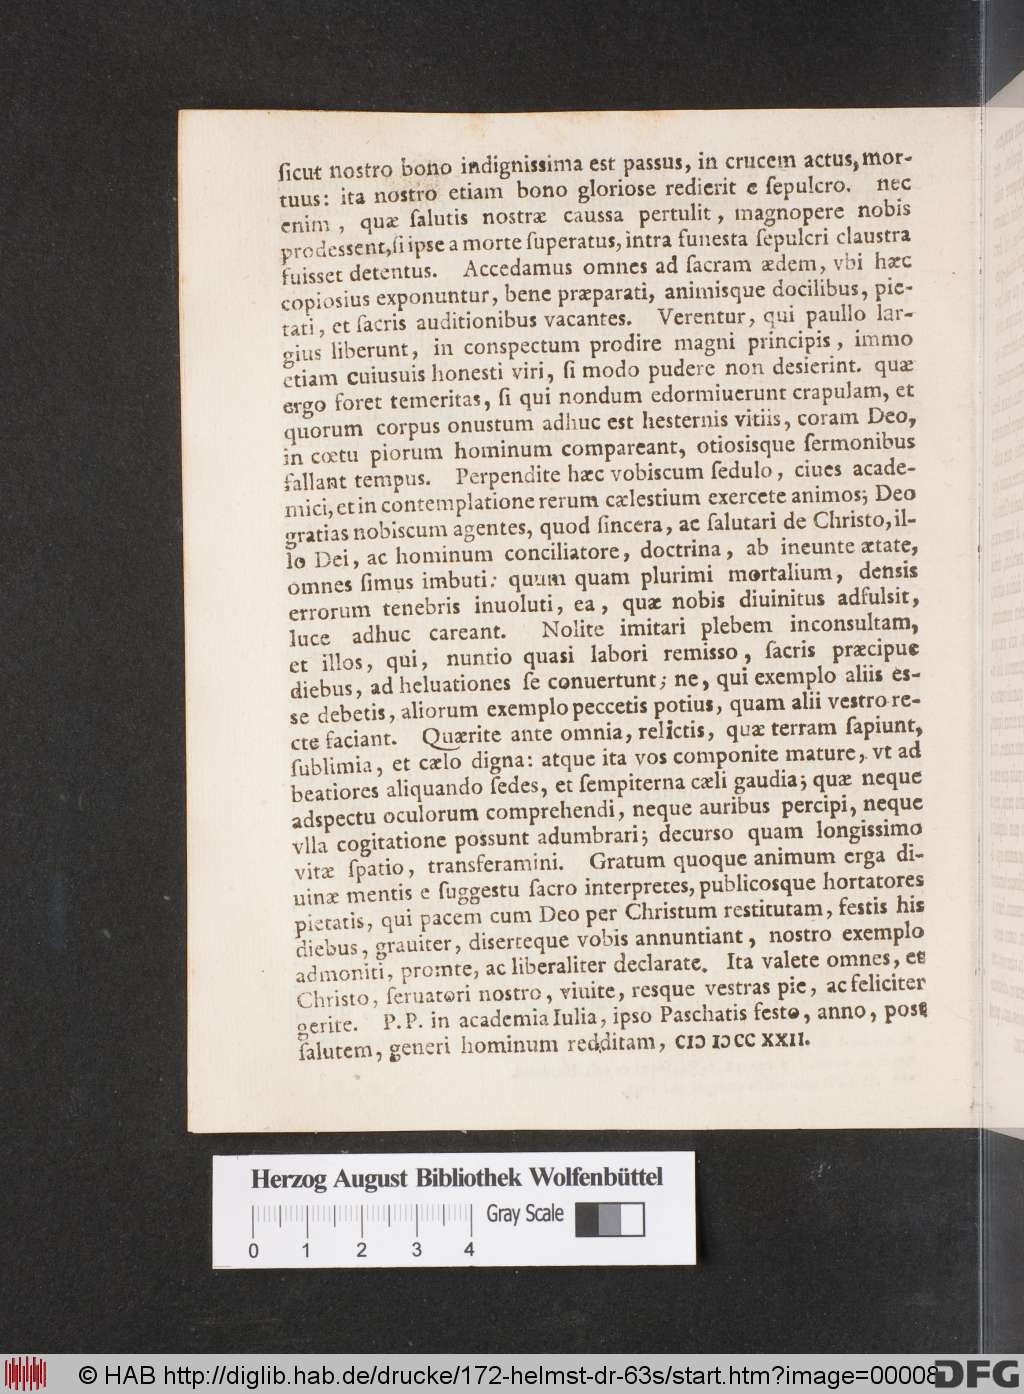 ſicut nostro bono indignissima est passus, in crucem actus, mor-
tuus: ita nostro etiam bono gloriose redierit e ſepulcro. nec
enim , quæ ſalutis nostræ caussa pertulit , magnopere nobis
prodessent, ſi ipse a morte ſuperatus, intra funesta ſepulcri claustra
fuisset detentus. Accedamus omnes ad ſacram ædem, vbi hæc
copiosius exponuntur, bene præparati, animisque docilibus, pie-
tati, et ſacris auditionibus vacantes. Verentur, qui paullo lar-
gius liberunt, in conspectum prodire magni principis, immo
etiam cuiusuis honesti viri, ſi modo pudere non desierint. quæ
ergo foret temeritas, ſi qui nondum edormiuerunt crapulam, et
quorum corpus onustum adhuc est hesternis vitiis, coram Deo,
in cœtu piorum hominum compareant, otiosisque ſermonibus
fallant tempus. Perpendite hæc vobiscum ſedulo, ciues acade-
mici, et in contemplatione rerum cælestium exercete animos; Deo
gratias nobiscum agentes, quod ſincera, ac ſalutari de Christo, il-
lo Dei, ac hominum conciliatore, doctrina, ab ineunte ætate,
omnes ſimus imbuti: quum quam plurimi mortalium, densis
errorum tenebris inuoluti, ea, quæ nobis diuinitus adfulsit,
luce adhuc careant. Nolite imitari plebem inconsultam,
et illos, qui, nuntio quasi labori remisso, ſacris præcipue
diebus, ad heluationes ſe conuertunt; ne, qui exemplo aliis es-
se debetis, aliorum exemplo peccetis potius, quam alii vestro re-
cte faciant. Quærite ante omnia, relictis, quæ terram ſapiunt,
ſublimia, et cælo digna: atque ita vos componite mature, vt ad
beatiores aliquando ſedes, et ſempiterna cæli gaudia; quæ neque
adspectu oculorum comprehendi, neque auribus percipi, neque
vlla cogitatione possunt adumbrari; decurso quam longissimo
vitæ ſpatio, transferamini. Gratum quoque animum erga di-
uinæ mentis e ſuggestu ſacro interpretes, publicosque hortatores
pietatis, qui pacem cum Deo per Christum restitutam, festis his
diebus, grauiter, diserteque vobis annuntiant, nostro exemplo
admoniti, promte, ac liberaliter declarate. Ita valete omnes, et
Christo, ſeruatori nostro, viuite, resque vestras pie, ac feliciter
gerite. P. P. in academia Iulia, ipso Paschatis festo, anno, post
ſalutem, generi hominum redditam, CIↃ IↃCC XXII.
Herzog August Bibliothek Wolfenbüttel
Gray Scale
0 1 2 3 4
© HAB http://diglib.hab.de/drucke/172-helmst-dr-63s/start.htm?image=00008
DFG